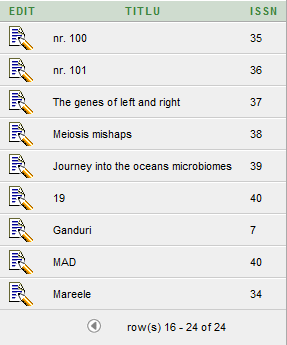 EDIT TITLU ISSN
nr. 100 35
nr. 101 36
The genes of left and right 37
Meiosis mishaps 38
Journey into the oceans microbiomes 39
19 40
Ganduri 7
MAD 40
Mareele 34
row(s) 16 - 24 of 24